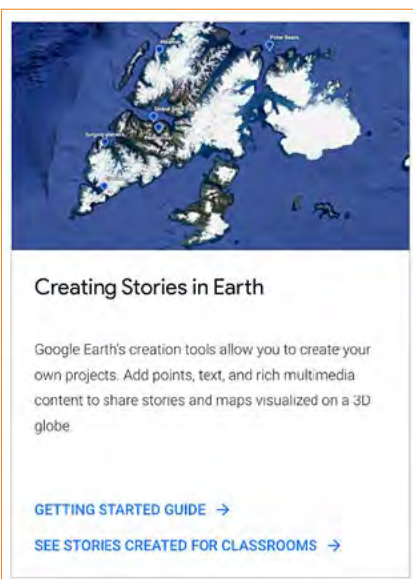 Polar Bears
Creating Stories in Earth
Google Earth's creation tools allow you to create your
own projects. Add points, text, and rich multimedia
content to share stories and maps visualized on a 3D
globe
GETTING STARTED GUIDE →
SEE STORIES CREATED FOR CLASSROOMS →